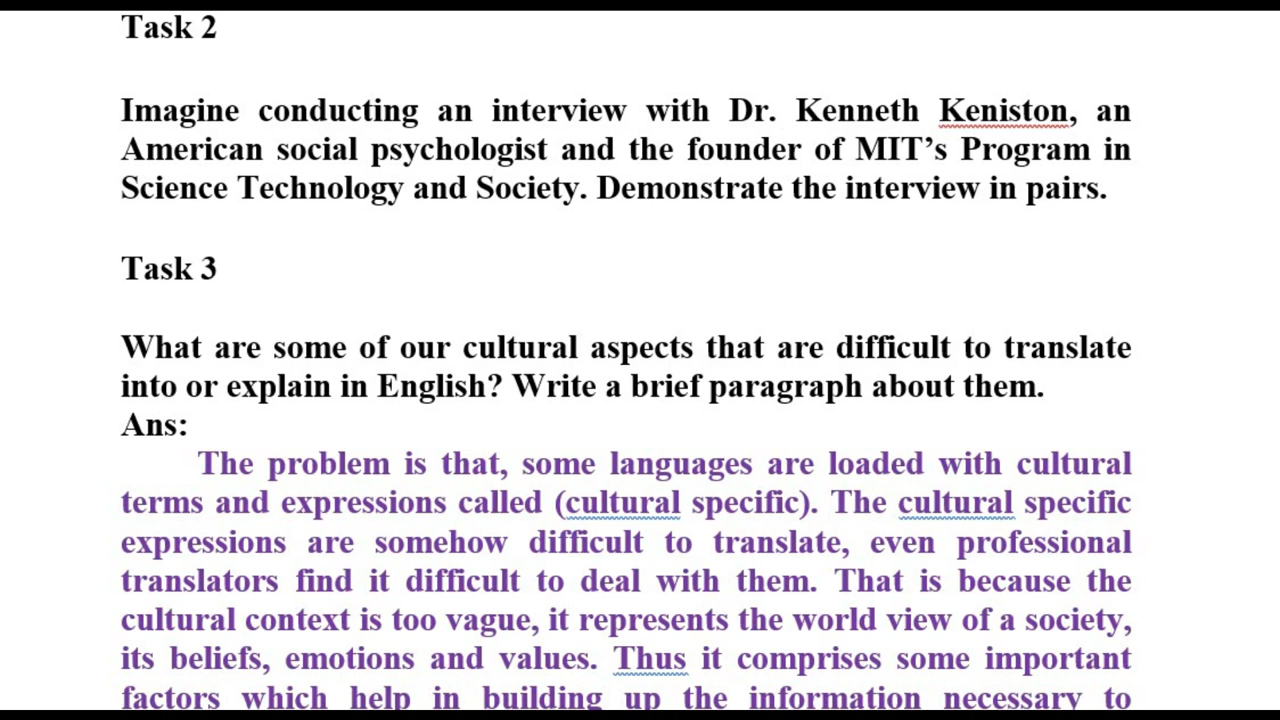 Task 2
Imagine conducting an interview with Dr. Kenneth Keniston, an
American social psychologist and the founder of MIT’s Program in
Science Technology and Society. Demonstrate the interview in pairs.
Task 3
What are some of our cultural aspects that are difficult to translate
into or explain in English? Write a brief paragraph about them.
Ans:
The problem is that, some languages are loaded with cultural
terms and expressions called (cultural specific). The cultural specific
expressions are somehow difficult to translate, even professional
translators find it difficult to deal with them. That is because the
cultural context is too vague, it represents the world view of a society,
its beliefs, emotions and values. Thus it comprises some important
factors which help in building up the information necessary to